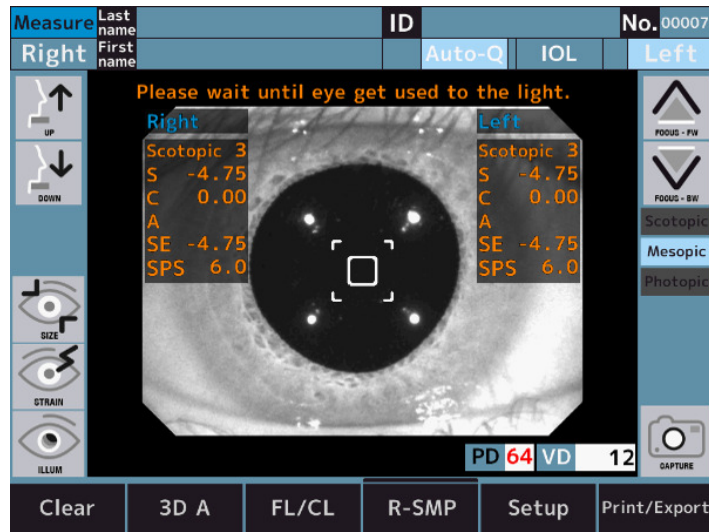 Measure Last name ID No. 00007
Right First name Auto-Q IOL Left
Please wait until eye get used to the light.
UP
DOWN
SIZE
STRAIN
ILLUM
Right
Scotopic 3
S -4.75
C 0.00
A
SE -4.75
SPS 6.0
Left
Scotopic 3
S -4.75
C 0.00
A
SE -4.75
SPS 6.0
FOCUS - FW
FOCUS - BW
Scotopic
Mesopic
Photopic
CAPTURE
PD 64 VD 12
Clear 3D A FL/CL R-SMP Setup Print/Export